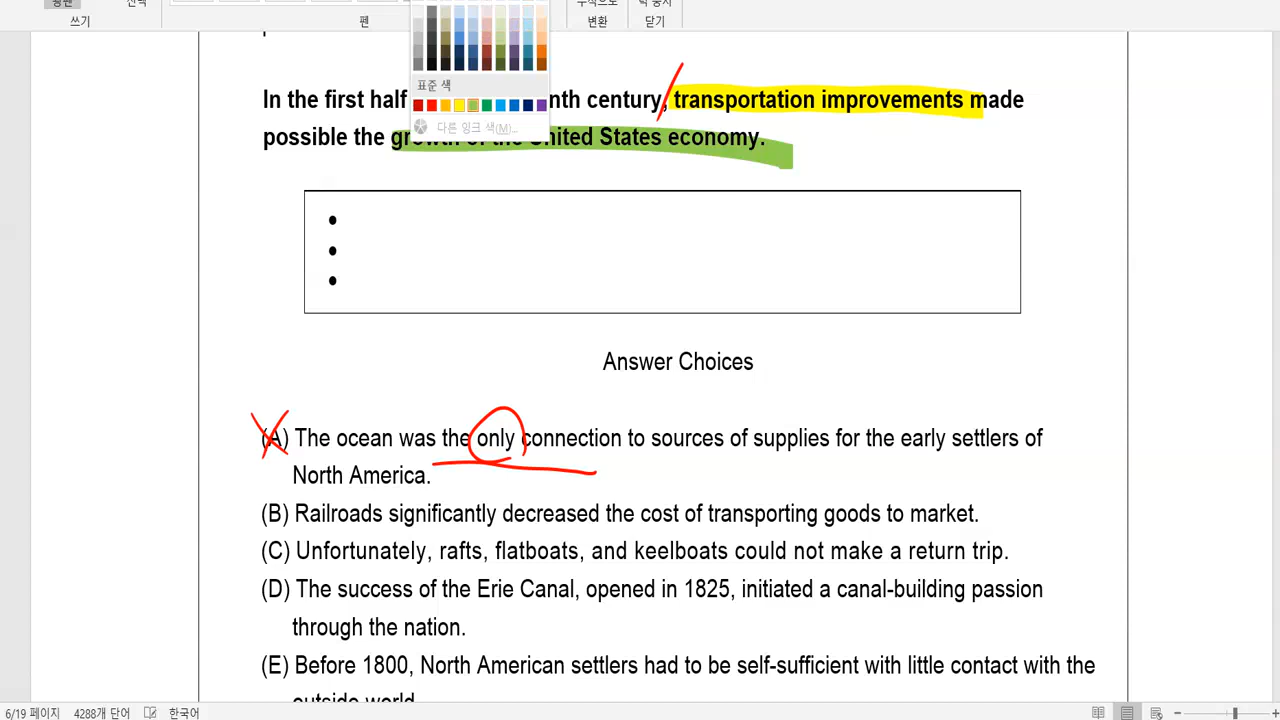 쓰기
펜
변환
닫기
표준 색
다른 잉크 색(M)...
In the first half nth century, transportation improvements made
possible the growth of the United States economy.
•
•
•
Answer Choices
(A) The ocean was the only connection to sources of supplies for the early settlers of
North America.
(B) Railroads significantly decreased the cost of transporting goods to market.
(C) Unfortunately, rafts, flatboats, and keelboats could not make a return trip.
(D) The success of the Erie Canal, opened in 1825, initiated a canal-building passion
through the nation.
(E) Before 1800, North American settlers had to be self-sufficient with little contact with the
outside world.
6/19 페이지 4288개 단어 한국어